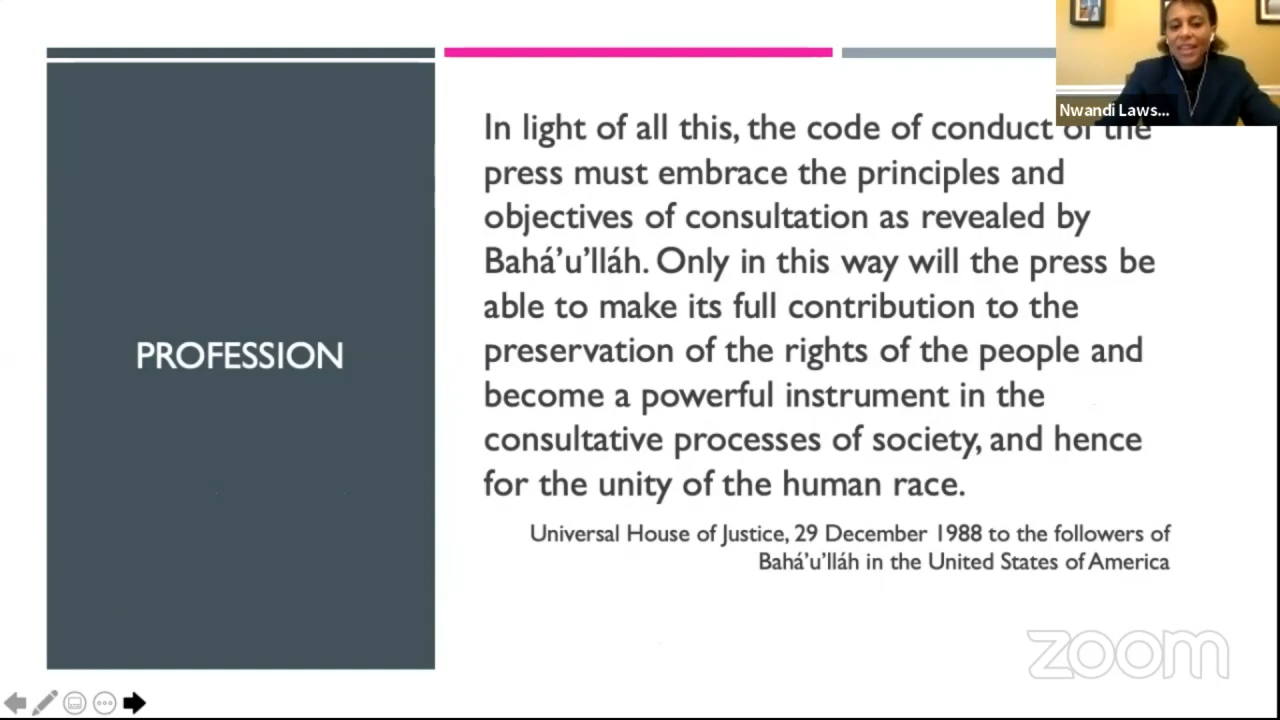 Nwandi Laws...
In light of all this, the code of conduct of the
press must embrace the principles and
objectives of consultation as revealed by
Bahá’u’lláh. Only in this way will the press be
able to make its full contribution to the
preservation of the rights of the people and
become a powerful instrument in the
consultative processes of society, and hence
for the unity of the human race.
PROFESSION
Universal House of Justice, 29 December 1988 to the followers of
Bahá’u’lláh in the United States of America
zoom